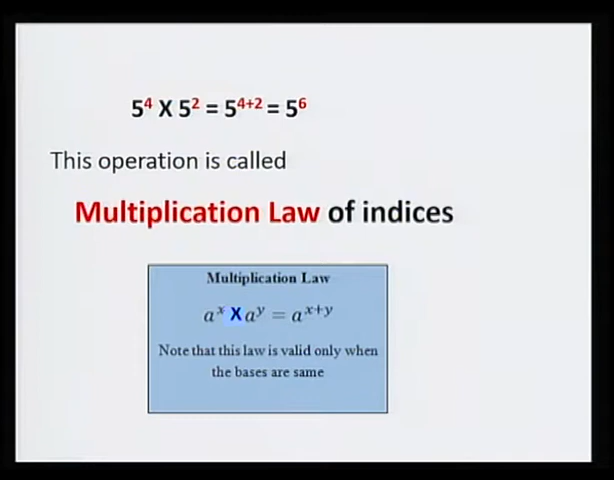 5⁴ X 5² = 5⁴⁺² = 5⁶
This operation is called
Multiplication Law of indices
Multiplication Law
aˣ X aʸ = aˣ⁺ʸ
Note that this law is valid only when
the bases are same